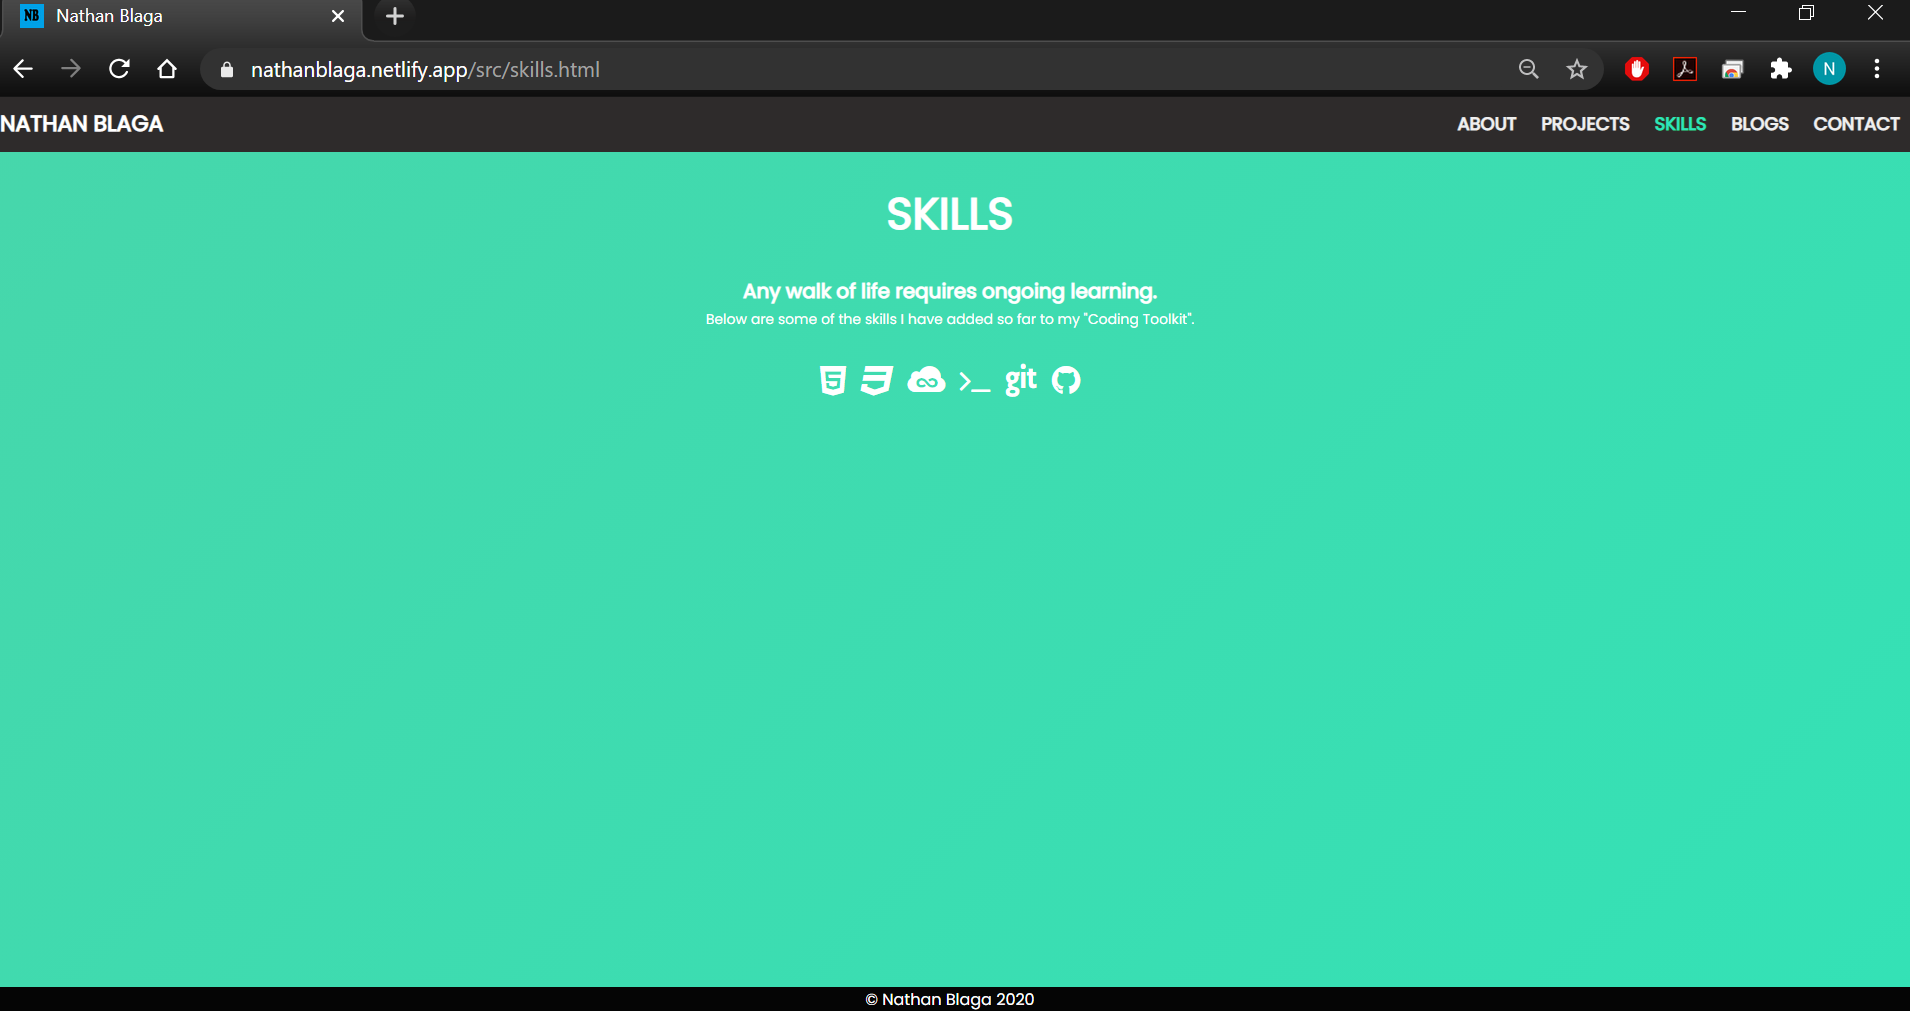 NB Nathan Blaga
nathanblaga.netlify.app/src/skills.html N
NATHAN BLAGA ABOUT PROJECTS SKILLS BLOGS CONTACT
SKILLS
Any walk of life requires ongoing learning.
Below are some of the skills I have added so far to my "Coding Toolkit".
5 >_ git
© Nathan Blaga 2020